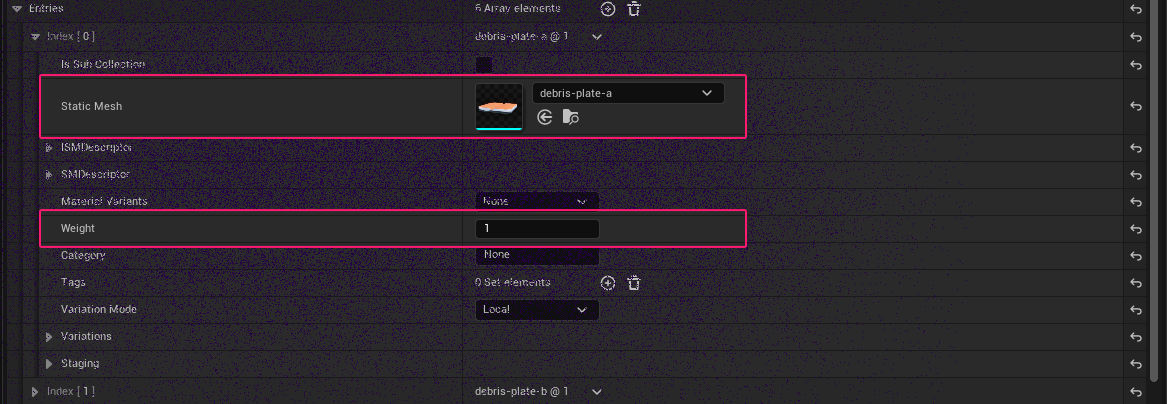 Entries 6 Array elements
Index [ 0 ] debris-plate-a @ 1
Is Sub Collection
Static Mesh debris-plate-a
ISMDescriptor
SMDescriptor
Material Variants None
Weight 1
Category None
Tags 0 Set elements
Variation Mode Local
Variations
Staging
Index [ 1 ] debris-plate-b @ 1